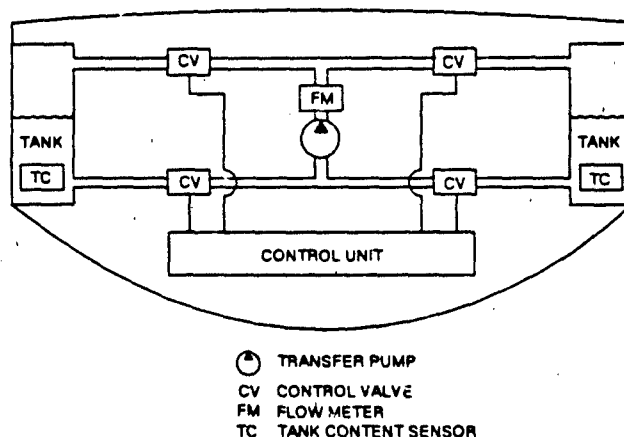 CV
CV
FM
TANK
TANK
TC
TC
CV
CV
CONTROL UNIT
TRANSFER PUMP
CV CONTROL VALVE
FM FLOW METER
TC TANK CONTENT SENSOR